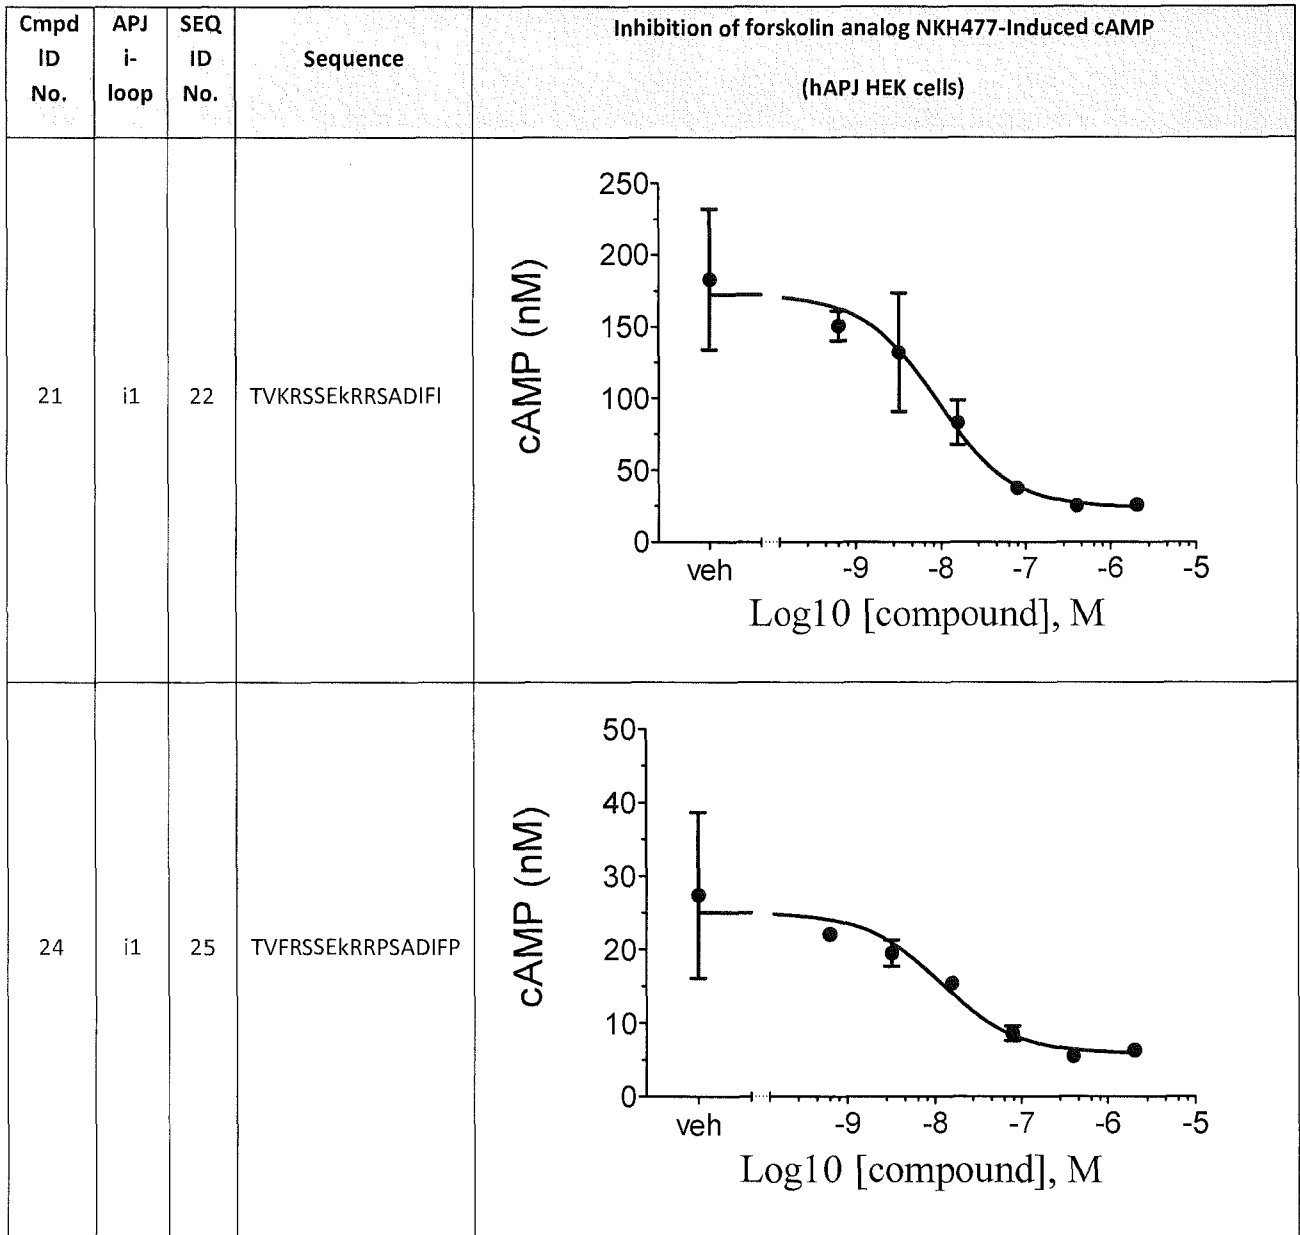 Cmpd ID No.
APJ i-loop
SEQ ID No.
Sequence
Inhibition of forskolin analog NKH477-Induced cAMP
(hAPJ HEK cells)
21
i1
22
TVKRSSEkRRSADIFI
cAMP (nM)
250
200
150
100
50
0
veh
-9
-8
-7
-6
-5
Log10 [compound], M
24
i1
25
TVFRSSEkRRPSADIFP
cAMP (nM)
50
40
30
20
10
0
veh
-9
-8
-7
-6
-5
Log10 [compound], M